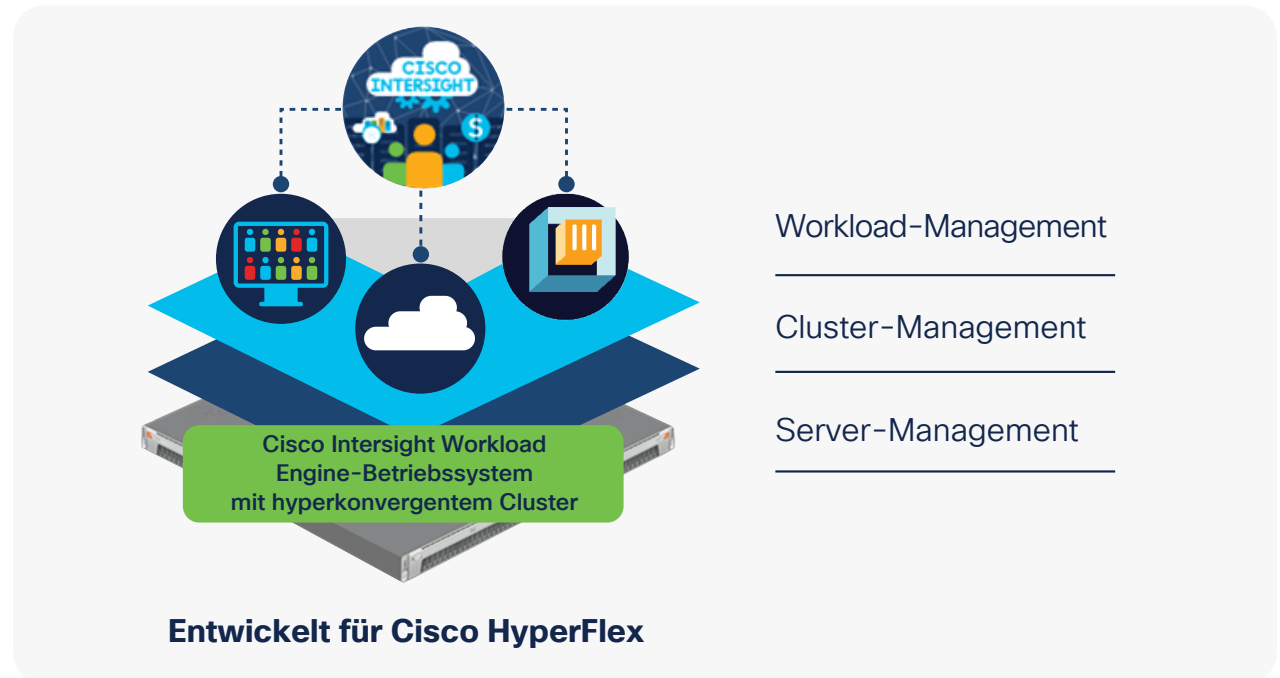 CISCO
INTERSIGHT
$
Workload-Management
Cluster-Management
Server-Management
Cisco Intersight Workload
Engine-Betriebssystem
mit hyperkonvergentem Cluster
Entwickelt für Cisco HyperFlex